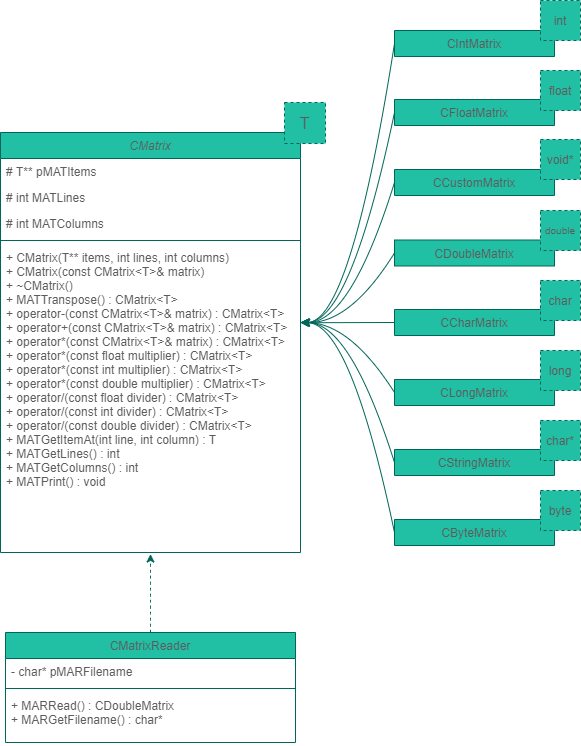 T
CMatrix
# T** pMATItems
# int MATLines
# int MATColumns
+ CMatrix(T** items, int lines, int columns)
+ CMatrix(const CMatrix<T>& matrix)
+ ~CMatrix()
+ MATTranspose() : CMatrix<T>
+ operator-(const CMatrix<T>& matrix) : CMatrix<T>
+ operator+(const CMatrix<T>& matrix) : CMatrix<T>
+ operator*(const CMatrix<T>& matrix) : CMatrix<T>
+ operator*(const float multiplier) : CMatrix<T>
+ operator*(const int multiplier) : CMatrix<T>
+ operator*(const double multiplier) : CMatrix<T>
+ operator/(const float divider) : CMatrix<T>
+ operator/(const int divider) : CMatrix<T>
+ operator/(const double divider) : CMatrix<T>
+ MATGetItemAt(int line, int column) : T
+ MATGetLines() : int
+ MATGetColumns() : int
+ MATPrint() : void
CMatrixReader
- char* pMARFilename
+ MARRead() : CDoubleMatrix
+ MARGetFilename() : char*
int
CIntMatrix
float
CFloatMatrix
void*
CCustomMatrix
double
CDoubleMatrix
char
CCharMatrix
long
CLongMatrix
char*
CStringMatrix
byte
CByteMatrix